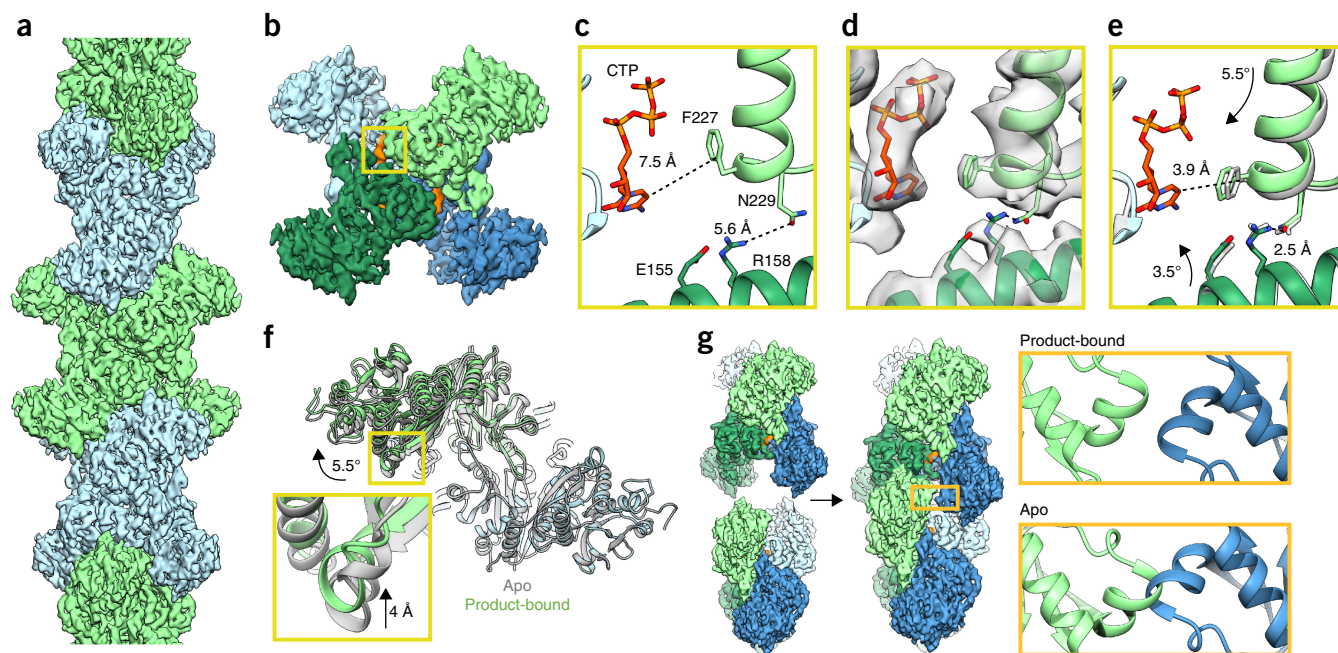 a
b
c
d
e
CTP
F227
7.5 Å
N229
5.6 Å
E155
R158
5.5°
3.9 Å
2.5 Å
3.5°
f
5.5°
4 Å
Apo
Product-bound
g
Product-bound
Apo